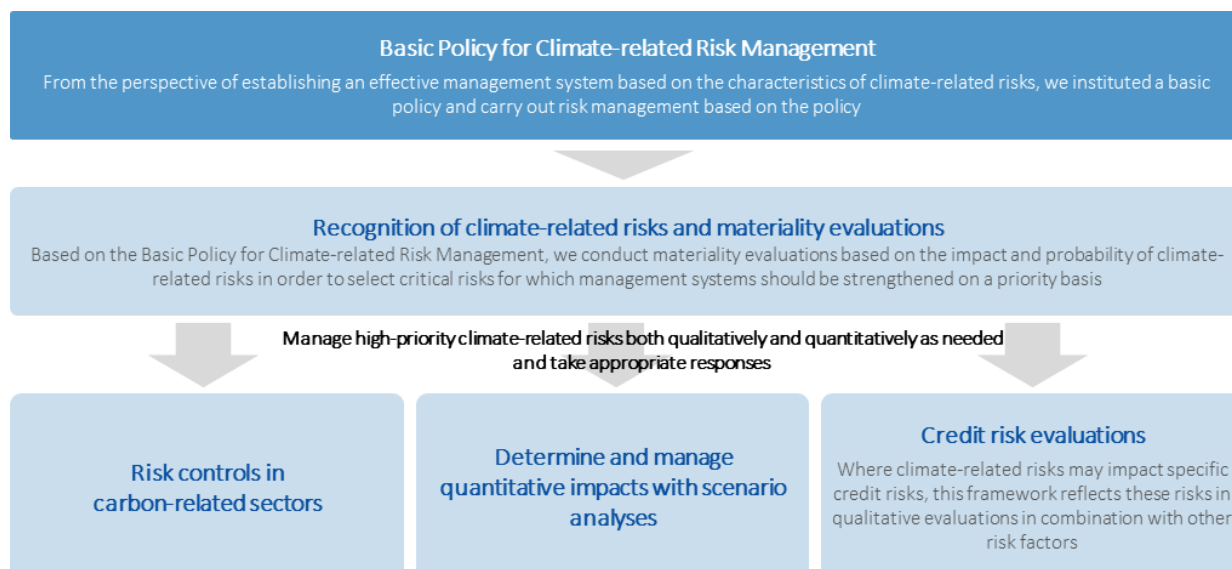 Basic Policy for Climate-related Risk Management
From the perspective of establishing an effective management system based on the characteristics of climate-related risks, we instituted a basic
policy and carry out risk management based on the policy
Recognition of climate-related risks and materiality evaluations
Based on the Basic Policy for Climate-related Risk Management, we conduct materiality evaluations based on the impact and probability of climate-
related risks in order to select critical risks for which management systems should be strengthened on a priority basis
Manage high-priority climate-related risks both qualitatively and quantitatively as needed
and take appropriate responses
Risk controls in
carbon-related sectors
Determine and manage
quantitative impacts with scenario
analyses
Credit risk evaluations
Where climate-related risks may impact specific
credit risks, this framework reflects these risks in
qualitative evaluations in combination with other
risk factors